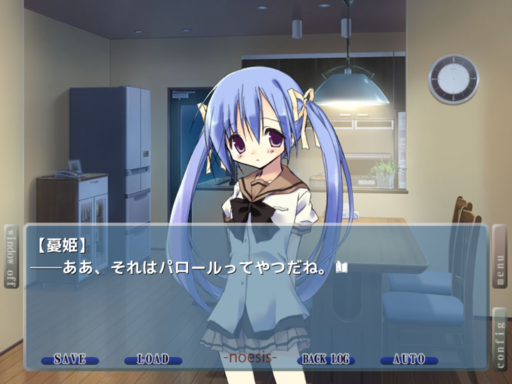 【憂姫】
――ああ、それはパロールってやつだね。
window off
menu
config
SAVE
LOAD
-noesis-
BACK LOG
AUTO